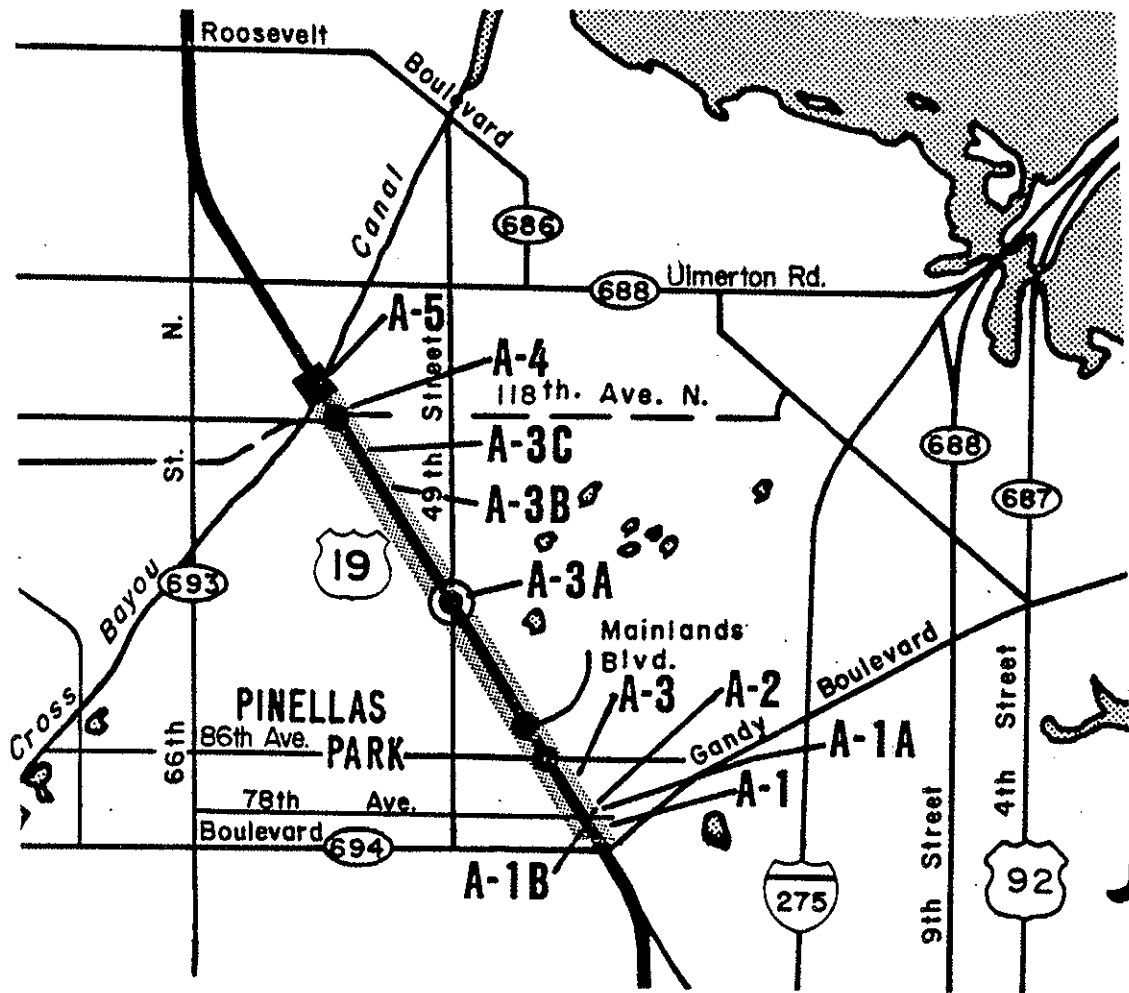 Roosevelt
Boulevard
Canal
686
688
Ulmerton Rd.
A-5
N.
A-4
49th Street
118th. Ave. N.
A-3C
St.
688
A-3B
687
19
A-3A
693
Cross Bayou
Mainlands
Blvd.
Boulevard
A-3
A-2
Street
PINELLAS
86th Ave.
PARK
Gandy
A-1A
66th
78th Ave.
A-1
4th
Boulevard
694
A-1B
275
9th Street
92